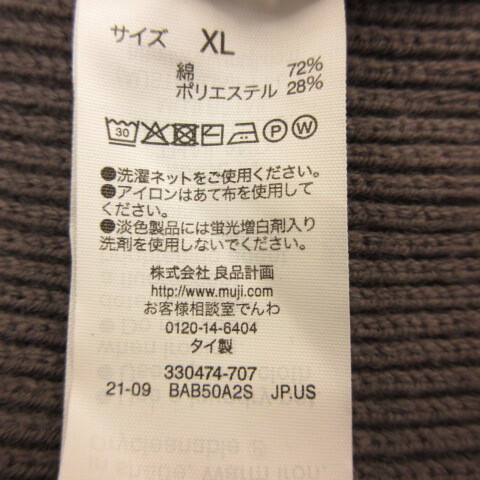 サイズ XL
綿 72%
ポリエステル 28%
30 P W
●洗濯ネットをご使用ください。
●アイロンはあて布を使用して
ください。
●淡色製品には蛍光増白剤入り
洗剤を使用しないでください。
株式会社 良品計画
http://www.muji.com
お客様相談室でんわ
0120-14-6404
タイ製
330474-707
21-09 BAB50A2S JP.US